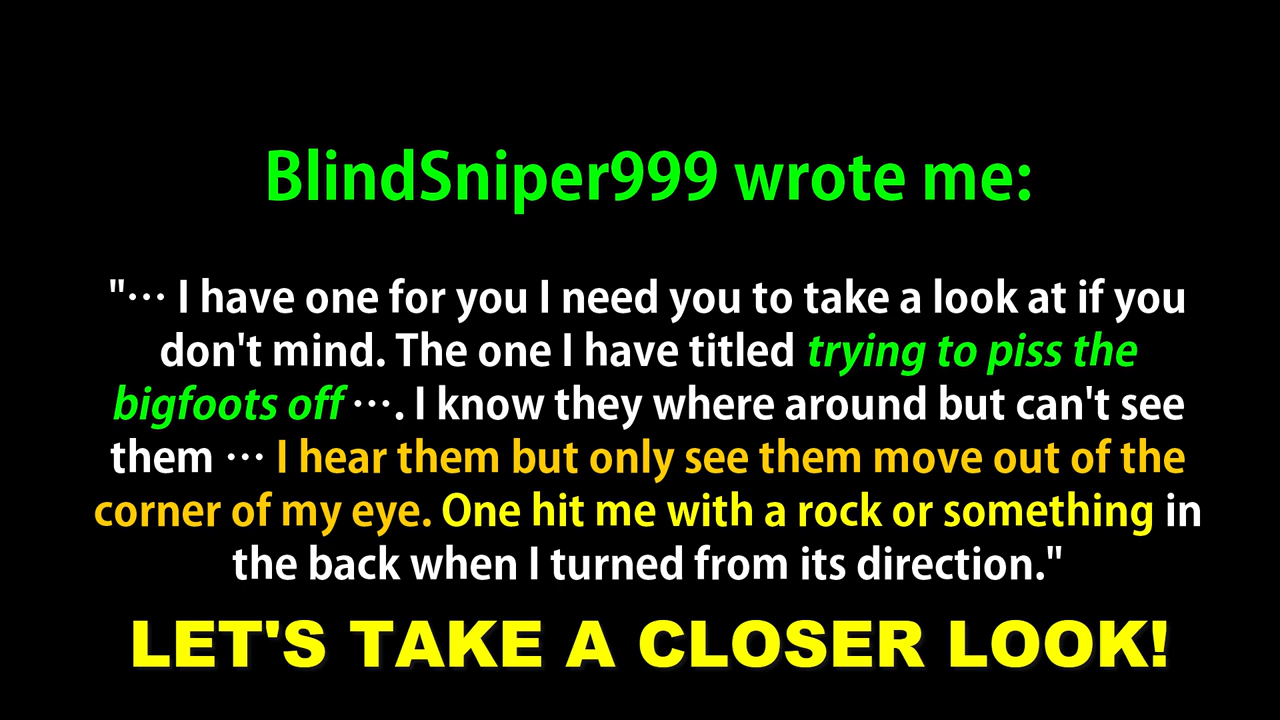 BlindSniper999 wrote me:
"… I have one for you I need you to take a look at if you
don't mind. The one I have titled trying to piss the
bigfoots off …. I know they where around but can't see
them … I hear them but only see them move out of the
corner of my eye. One hit me with a rock or something in
the back when I turned from its direction."
LET'S TAKE A CLOSER LOOK!